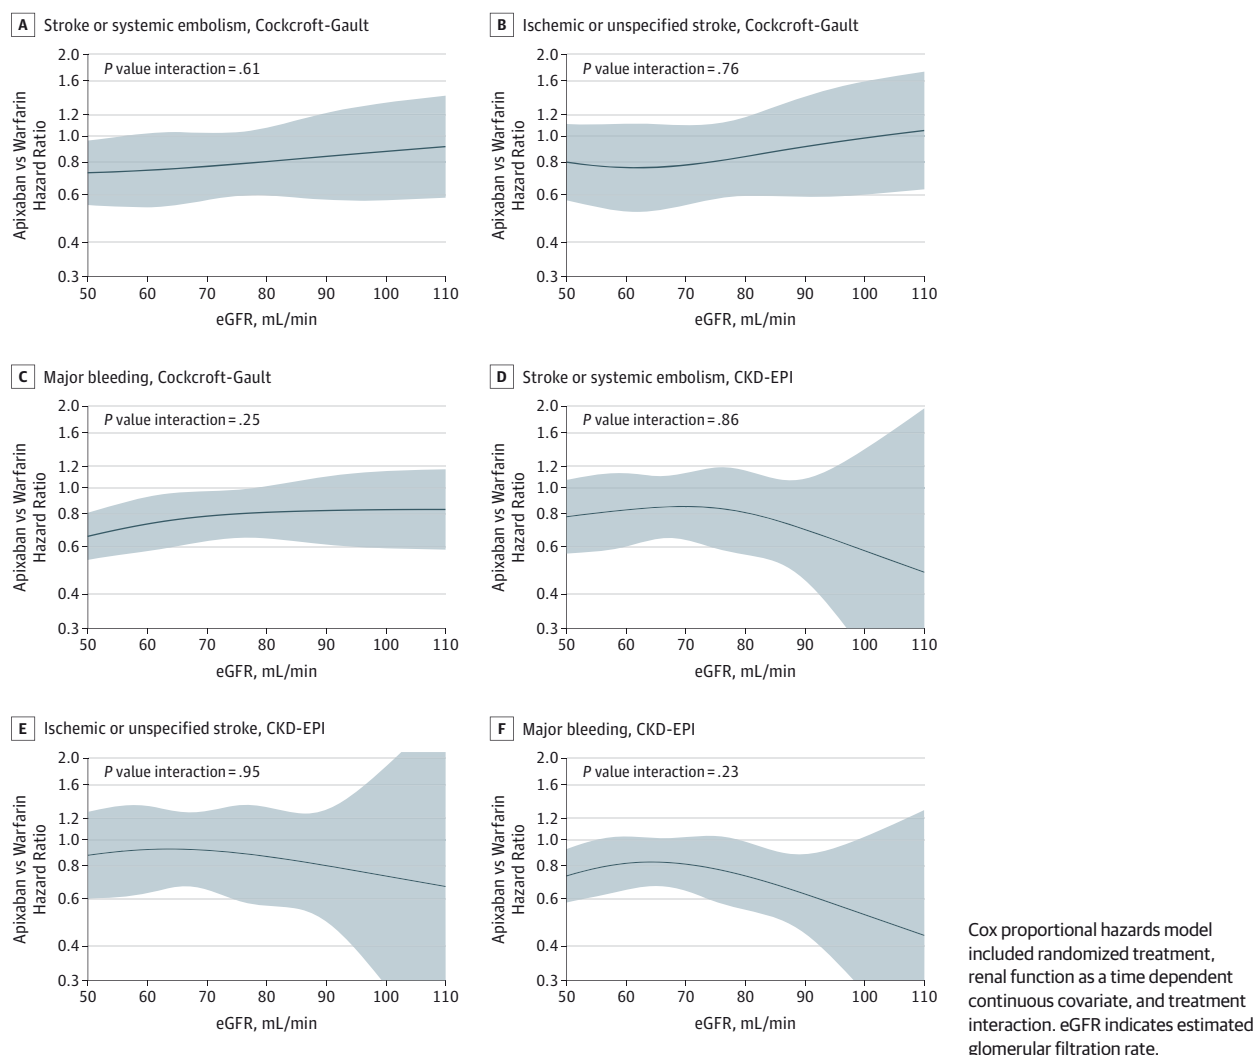 A Stroke or systemic embolism, Cockcroft-Gault
2.0
1.6
1.2
1.0
0.8
0.6
0.4
0.3
Apixaban vs Warfarin
Hazard Ratio
P value interaction = .61
50 60 70 80 90 100 110
eGFR, mL/min
B Ischemic or unspecified stroke, Cockcroft-Gault
2.0
1.6
1.2
1.0
0.8
0.6
0.4
0.3
Apixaban vs Warfarin
Hazard Ratio
P value interaction = .76
50 60 70 80 90 100 110
eGFR, mL/min
C Major bleeding, Cockcroft-Gault
2.0
1.6
1.2
1.0
0.8
0.6
0.4
0.3
Apixaban vs Warfarin
Hazard Ratio
P value interaction = .25
50 60 70 80 90 100 110
eGFR, mL/min
D Stroke or systemic embolism, CKD-EPI
2.0
1.6
1.2
1.0
0.8
0.6
0.4
0.3
Apixaban vs Warfarin
Hazard Ratio
P value interaction = .86
50 60 70 80 90 100 110
eGFR, mL/min
E Ischemic or unspecified stroke, CKD-EPI
2.0
1.6
1.2
1.0
0.8
0.6
0.4
0.3
Apixaban vs Warfarin
Hazard Ratio
P value interaction = .95
50 60 70 80 90 100 110
eGFR, mL/min
F Major bleeding, CKD-EPI
2.0
1.6
1.2
1.0
0.8
0.6
0.4
0.3
Apixaban vs Warfarin
Hazard Ratio
P value interaction = .23
50 60 70 80 90 100 110
eGFR, mL/min
Cox proportional hazards model
included randomized treatment,
renal function as a time dependent
continuous covariate, and treatment
interaction. eGFR indicates estimated
glomerular filtration rate.